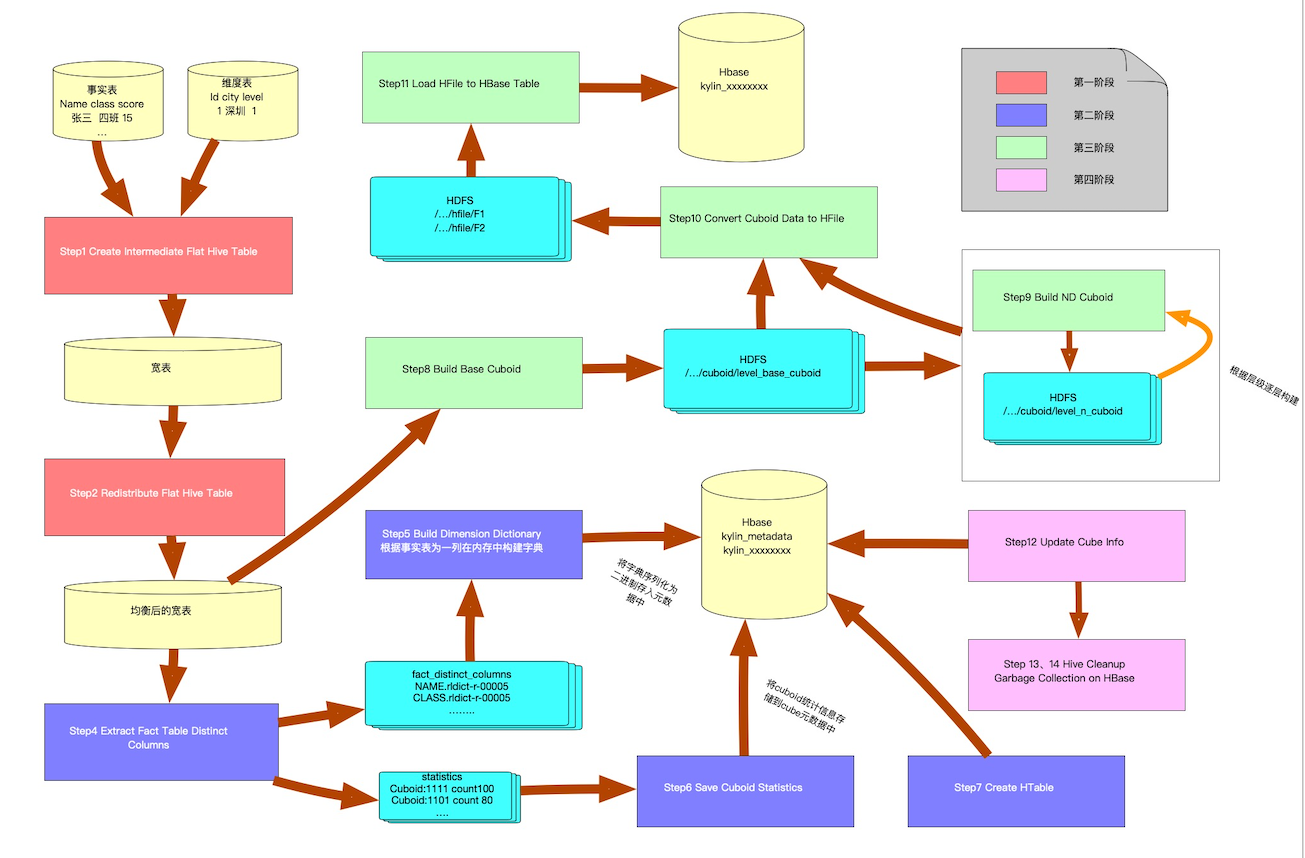 事实表
Name class score
张三 四班 15
...
维度表
Id city level
1 深圳 1
Step1 Create Intermediate Flat Hive Table
宽表
Step2 Redistribute Flat Hive Table
均衡后的宽表
Step4 Extract Fact Table Distinct
Columns
Step11 Load HFile to HBase Table
Hbase
kylin_xxxxxxxx
HDFS
/.../hfile/F1
/.../hfile/F2
Step10 Convert Cuboid Data to HFile
第一阶段
第二阶段
第三阶段
第四阶段
Step8 Build Base Cuboid
HDFS
/.../cuboid/level_base_cuboid
Step9 Build ND Cuboid
HDFS
/.../cuboid/level_n_cuboid
根据层级逐层构建
Step5 Build Dimension Dictionary
根据事实表为一列在内存中构建字典
将字典序列化为
二进制存入元数
据中
Hbase
kylin_metadata
kylin_xxxxxxxx
Step12 Update Cube Info
Step 13、14 Hive Cleanup
Garbage Collection on HBase
fact_distinct_columns
NAME.rldict-r-00005
CLASS.rldict-r-00005
........
statistics
Cuboid:1111 count100
Cuboid:1101 count 80
....
将cuboid统计信息存
储到cube元数据中
Step6 Save Cuboid Statistics
Step7 Create HTable